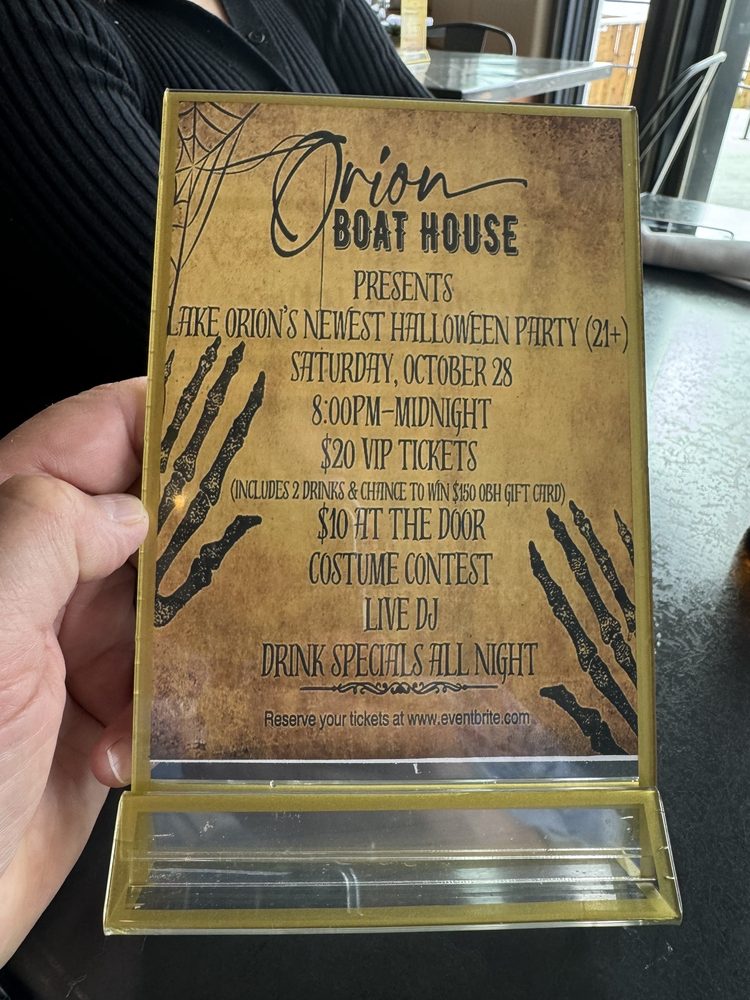 Orion
BOAT HOUSE
PRESENTS
LAKE ORION'S NEWEST HALLOWEEN PARTY (21+)
SATURDAY, OCTOBER 28
8:00PM-MIDNIGHT
$20 VIP TICKETS
(INCLUDES 2 DRINKS & CHANCE TO WIN $150 OBH GIFT CARD)
$10 AT THE DOOR
COSTUME CONTEST
LIVE DJ
DRINK SPECIALS ALL NIGHT
Reserve your tickets at www.eventbrite.com